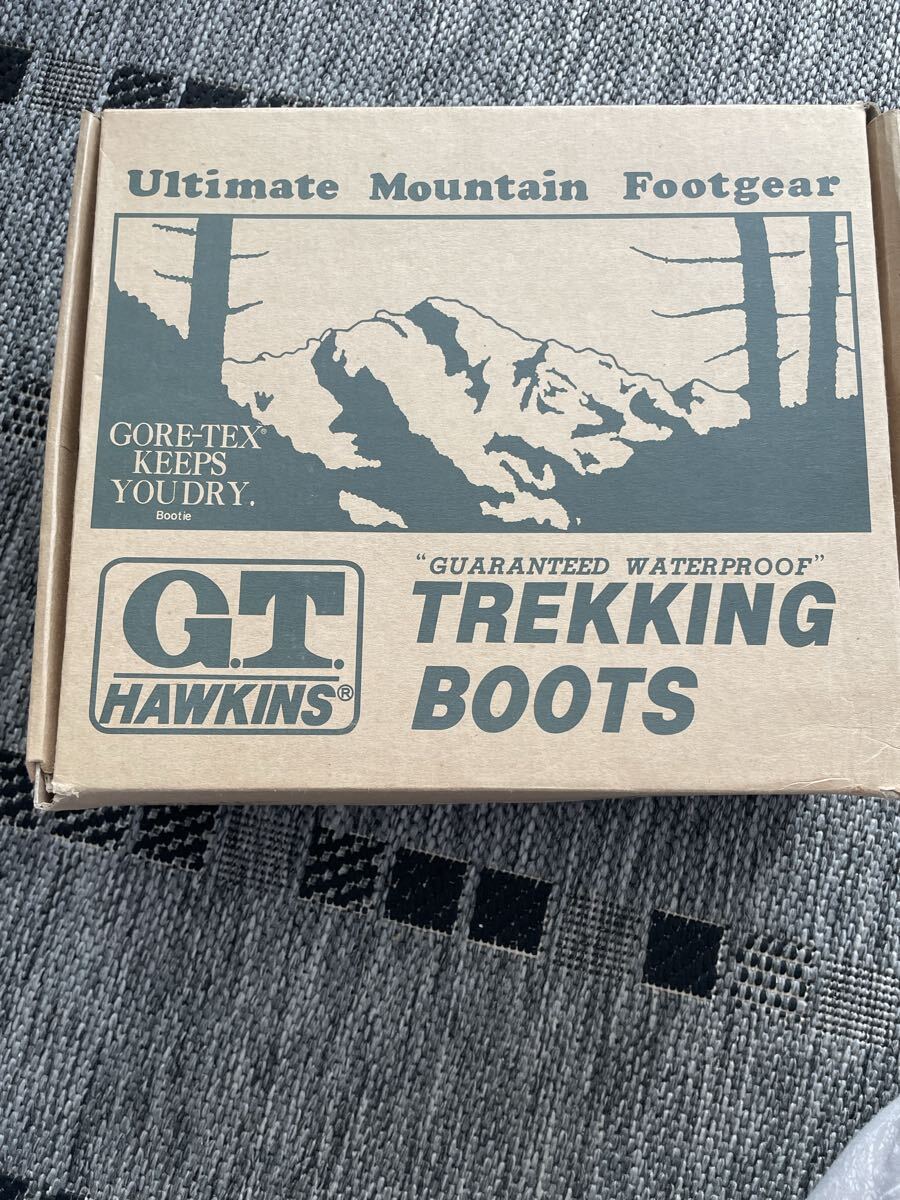 Ultimate Mountain Footgear
GORE-TEX®
KEEPS
YOU DRY.
Bootie
G.T.
HAWKINS®
"GUARANTEED WATERPROOF"
TREKKING
BOOTS